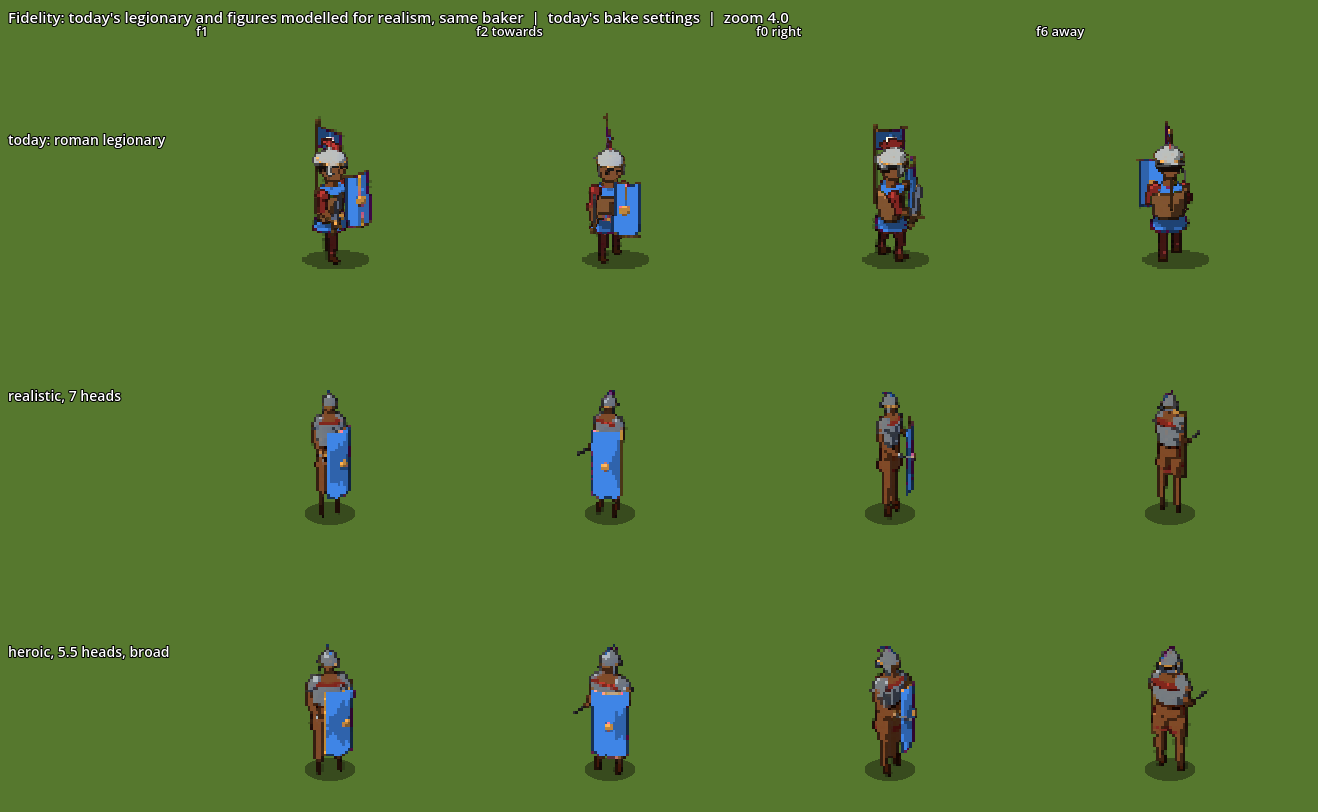 Fidelity: today's legionary and figures modelled for realism, same baker | today's bake settings | zoom 4.0
f1 f2 towards f0 right f6 away
today: roman legionary
realistic, 7 heads
heroic, 5.5 heads, broad